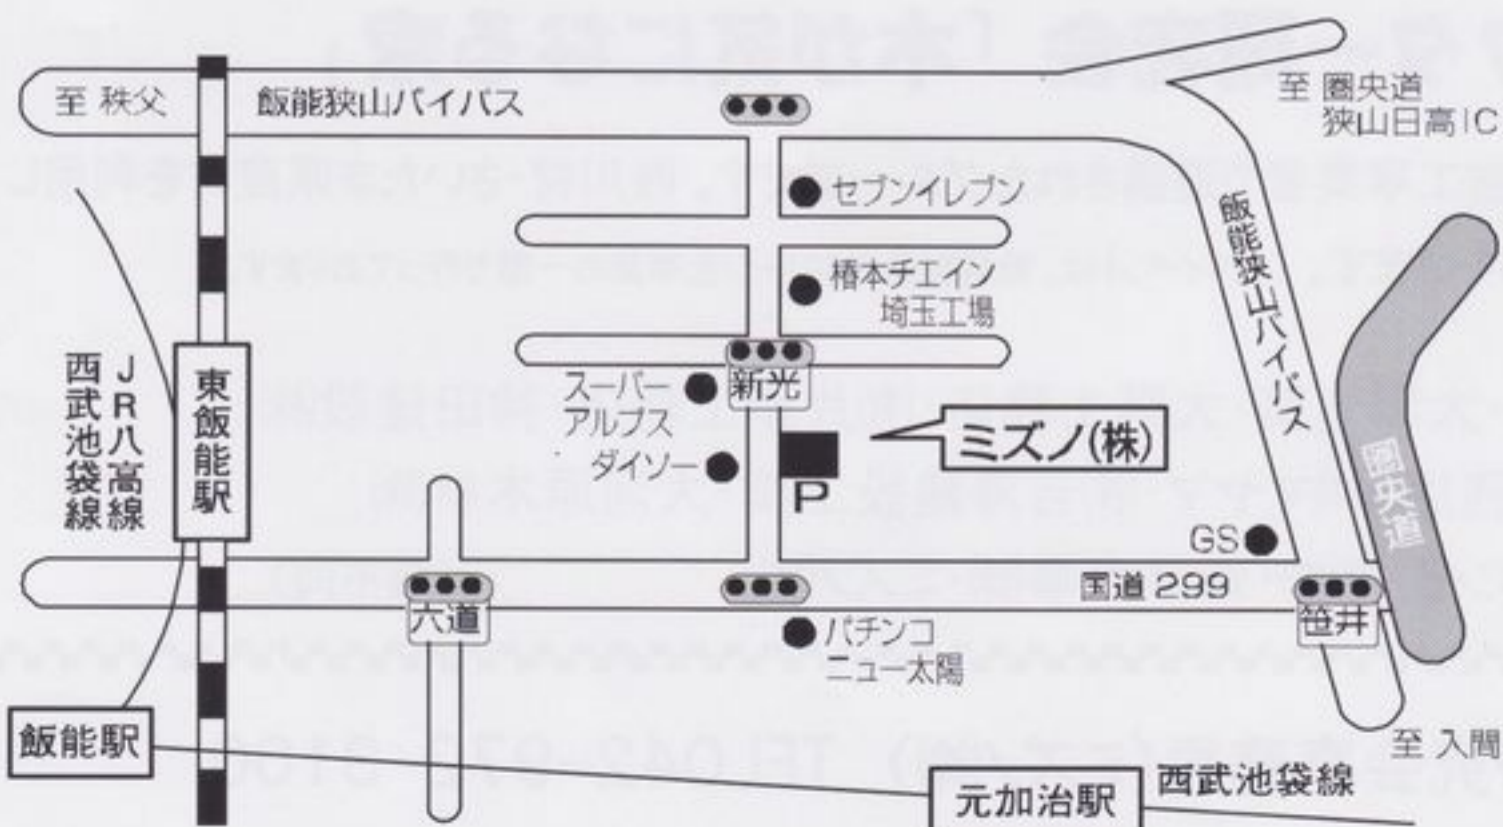 至 秩父
飯能狭山バイパス
至 圏央道
狭山日高IC
セブンイレブン
飯能狭山バイパス
椿本チエイン
埼玉工場
新光
スーパー
アルプス
ダイソー
ミズノ(株)
P
JR八高線
西武池袋線
東飯能駅
圏央道
GS
国道 299
六道
笹井
パチンコ
ニュー太陽
飯能駅
至 入間
元加治駅
西武池袋線